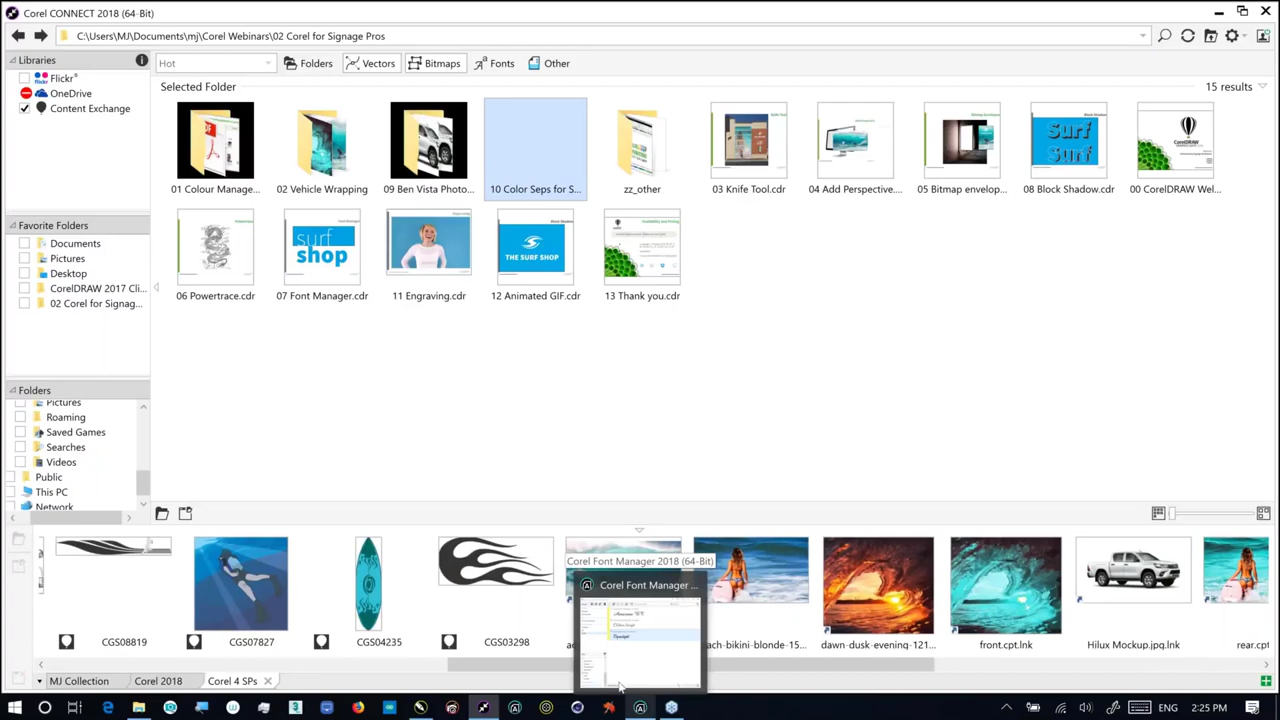 Corel CONNECT 2018 (64-Bit)
C:\Users\MJ\Documents\mj\Corel Webinars\02 Corel for Signage Pros
Libraries
Flickr®
OneDrive
Content Exchange
Hot
Folders
Vectors
Bitmaps
Fonts
Other
Selected Folder
15 results
01 Colour Manage...
02 Vehicle Wrapping
09 Ben Vista Photo...
10 Color Seps for S...
zz_other
03 Knife Tool.cdr
04 Add Perspective....
05 Bitmap envelop...
08 Block Shadow.cdr
00 CorelDRAW Wel...
Surf
Surf
CorelDRAW
Favorite Folders
Documents
Pictures
Desktop
CorelDRAW 2017 Cli...
02 Corel for Signag...
surf
shop
THE SURF SHOP
06 Powertrace.cdr
07 Font Manager.cdr
11 Engraving.cdr
12 Animated GIF.cdr
13 Thank you.cdr
Folders
Pictures
Roaming
Saved Games
Searches
Videos
Public
This PC
Network
Corel Font Manager 2018 (64-Bit)
Corel Font Manager ...
CGS08819
CGS07827
CGS04235
CGS03298
ach-bikini-blonde-15...
dawn-dusk-evening-121...
front.cpt.lnk
Hilux Mockup.jpg.lnk
rear.cpt
MJ Collection
Corel 2018
Corel 4 SPs
ENG
2:25 PM